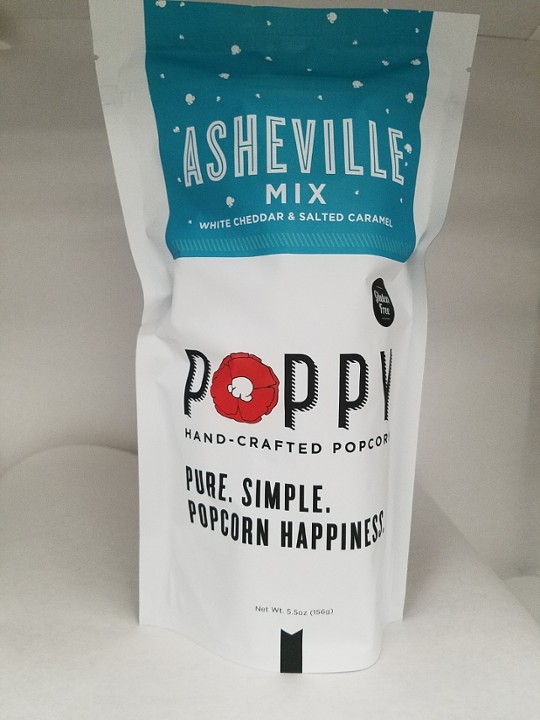 ASHEVILLE
MIX
WHITE CHEDDAR & SALTED CARAMEL
Gluten
Free
POPPY
HAND-CRAFTED POPCOR
PURE. SIMPLE.
POPCORN HAPPINESS.
Net Wt. 5.5oz (156g)